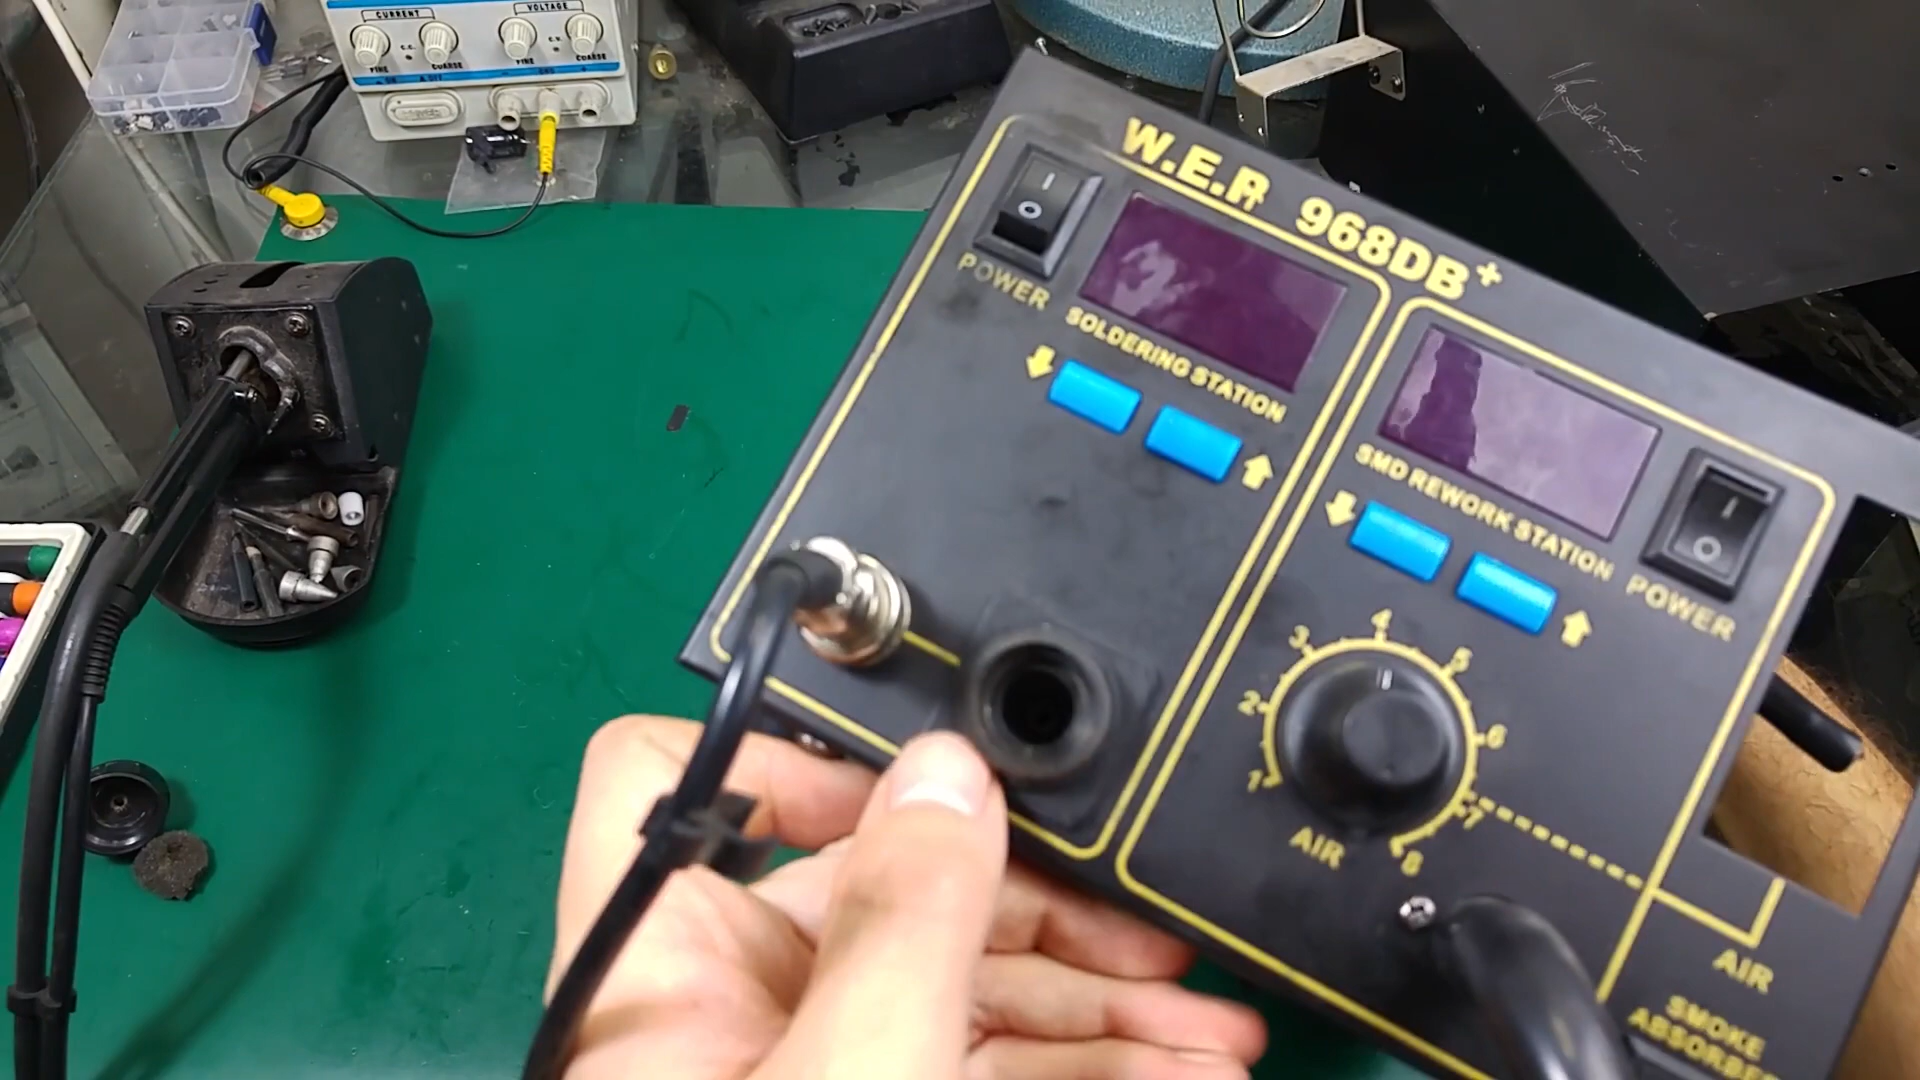 CURRENT
VOLTAGE
C.C.
C.V.
FINE
COARSE
FINE
COARSE
W.E.P 968DB+
POWER
SOLDERING STATION
SMD REWORK STATION
POWER
1
2
3
4
5
6
7
8
AIR
AIR
SMOKE
ABSORBER